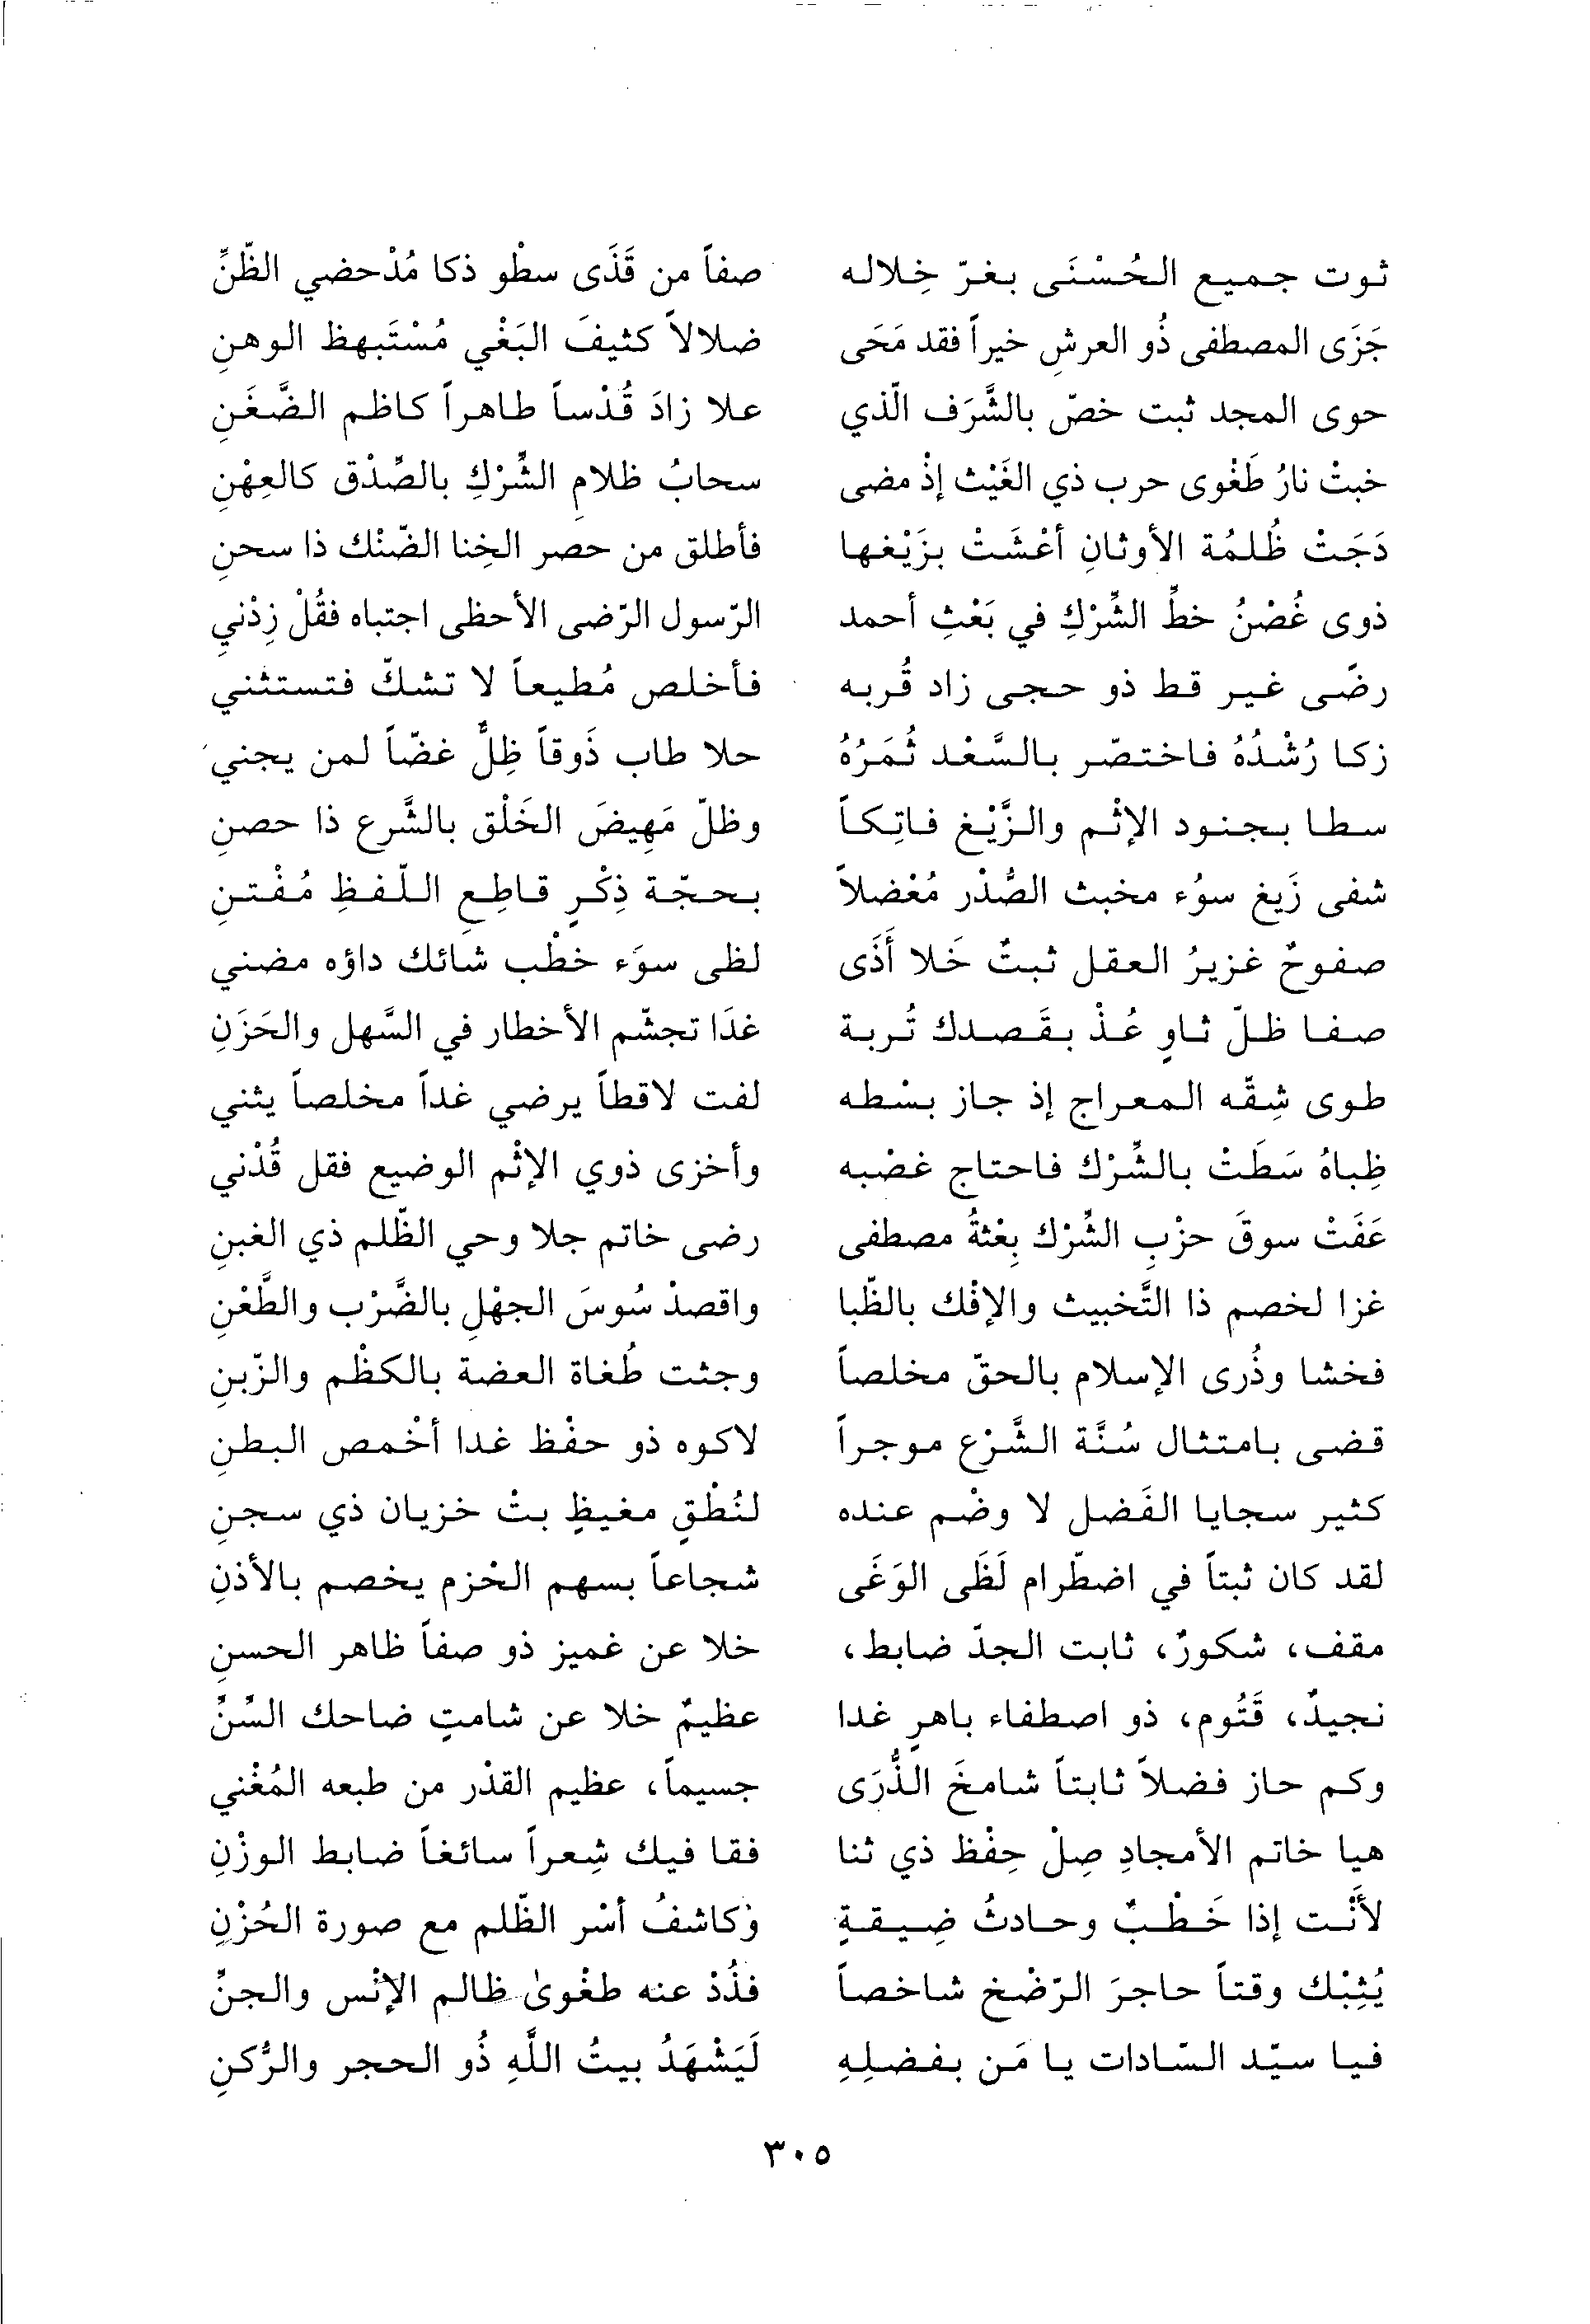 ثوت جميع الحُسْنَى بغرّ خِلاله صفاً من قَذَى سطْو ذكا مُدْحضي الظّنِّ
جَزَى المصطفى ذُو العرشِ خيراً فقد مَحَى ضلالاً كثيفَ البَغْي مُسْتَبهظ الوهنِ
حوى المجد ثبت خصّ بالشَّرَف الّذي علا زادَ قُدْساً طاهراً كاظم الضَّغَنِ
خبتْ نارُ طَغْوى حرب ذي الغَيْث إذْ مضى سحابُ ظلامِ الشِّرْكِ بالصِّدْق كالعِهْنِ
دَجَتْ ظُلمُة الأوثانِ أعْشَتْ بزَيْغها فأطلق من حصر الخِنا الضّنْك ذا سحنِ
ذوى غُصْنُ خطِّ الشِّرْكِ في بَعْثِ أحمد الرّسول الرّضى الأحظى اجتباه فقُلْ زِدْنيِ
رضًى غير قط ذو حجى زاد قُربه فأخلص مُطيعاً لا تشكّ فتستثني
زكا رُشْدُهُ فاختصّر بالسَّعْد ثُمَرُهُ حلا طاب ذَوقاً ظِلٌّ غضّاً لمن يجني
سطا بجنود الإثْم والزَّيْغ فاتِكاً وظلّ مَهِيضَ الخَلْق بالشَّرع ذا حصنِ
شفى زَيغ سوُء مخبث الصُّدْر مُعْضلاً بحجّة ذِكْرٍ قاطِعِ اللّفظِ مُفْتنِ
صفوحٌ غزيرُ العقل ثبتٌ خَلا أَذَى لظى سوَء خطْب شائك داؤه مضني
صفا ظلّ ثاوٍ عُذْ بقَصدك تُربة غدَا تجشّم الأخطار في السَّهل والحَزَنِ
طوى شِقّه المعراج إذ جاز بسْطه لفت لاقطاً يرضي غداً مخلصاً يثني
ظِباهُ سَطَتْ بالشِّرْك فاحتاج غضْبه وأخزى ذوي الإثْم الوضيع فقل قُدْني
عَفَتْ سوقَ حزْبِ الشِّرْك بِعْثةُ مصطفى رضى خاتم جلا وحي الظّلم ذي الغبنِ
غزا لخصم ذا التَّخبيث والإفْك بالظّبا واقصدْ سُوسَ الجهْلِ بالضَّرْب والطَّعْنِ
فخشا وذُرى الإسلام بالحقّ مخلصاً وجثت طُغاة العضة بالكظْم والزّبنِ
قضى بامتثال سُنَّة الشَّرْع موجراً لاكوه ذو حفْظ غدا أخْمص البطنِ
كثير سجايا الفَضل لا وضْم عنده لنُطْقٍ مغيظٍ بتْ خزيان ذي سجنِ
لقد كان ثبتاً في اضطّرام لَظَى الوَغَى شجاعاً بسهم الحْزم يخصم بالأذنِ
مقف، شكورٌ، ثابت الجدّ ضابط، خلا عن غميز ذو صفاً ظاهر الحسنِ
نجيدٌ، قَتُوم، ذو اصطفاء باهرٍ غدا عظيمٌ خلا عن شامتٍ ضاحك السِّنِّ
وكم حاز فضلاً ثابتاً شامخَ الذُّرَى جسيماً، عظيم القدْر من طبعه المُغْني
هيا خاتم الأمجادِ صِلْ حِفْظ ذي ثنا فقا فيك شِعراً سائغاً ضابط الوزْنِ
لأنْت إذا خَطْبٌ وحادثُ ضِيقةٍ وكاشفُ أسْر الظّلم مع صورة الحُزْنِ
يُثِبْك وقتاً حاجرَ الرّضْخ شاخصاً فذُدْ عنه طغْوىٰ ظالم الإنْس والجنِّ
فيا سيّد السّادات يا مَن بفضلِهِ لَيَشْهَدُ بيتُ اللَّهِ ذُو الحجر والرُّكنِ
٣٠٥